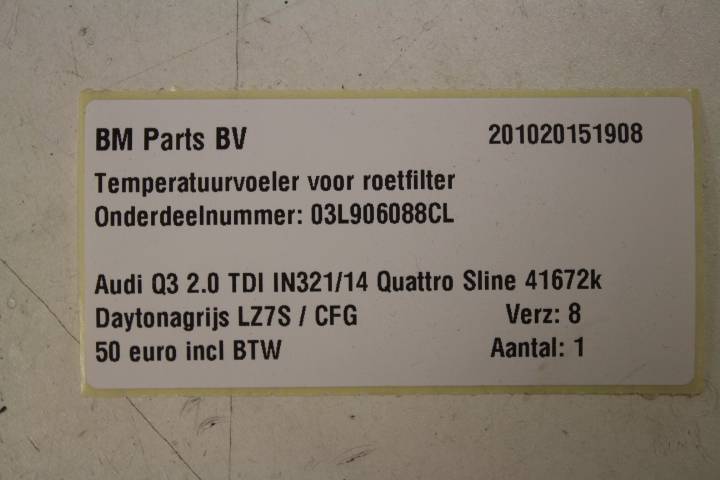 BM Parts BV 201020151908
Temperatuurvoeler voor roetfilter
Onderdeelnummer: 03L906088CL
Audi Q3 2.0 TDI IN321/14 Quattro Sline 41672k
Daytonagrijs LZ7S / CFG Verz: 8
50 euro incl BTW Aantal: 1